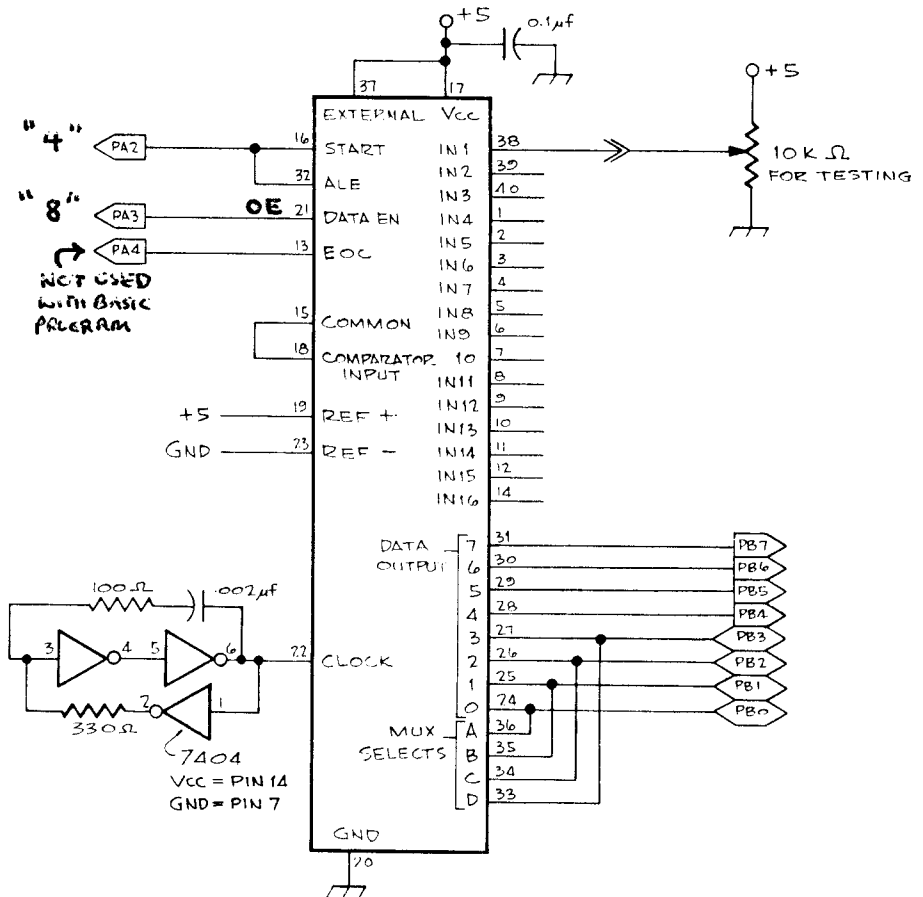 +5
0.1µf
37
17
+5
EXTERNAL
Vcc
"4"
PA2
16
START
IN1
38
10K Ω
FOR TESTING
32
ALE
IN2
39
IN3
40
"8"
PA3
OE
21
DATA EN
IN4
1
PA4
13
EOC
IN5
2
NOT USED
WITH BASIC
PROGRAM
IN6
3
IN7
4
15
COMMON
IN8
5
IN9
6
18
COMPARATOR
INPUT
10
7
IN11
8
+5
19
REF +
IN12
9
IN13
10
GND
23
REF -
IN14
11
IN15
12
IN16
14
DATA
OUTPUT
7
31
PB7
6
30
PB6
5
29
PB5
4
28
PB4
3
27
PB3
2
26
PB2
1
25
PB1
0
24
PB0
100Ω
.002µf
3
4
5
6
22
CLOCK
2
1
330Ω
7404
VCC = PIN 14
GND = PIN 7
MUX
SELECTS
A
36
B
35
C
34
D
33
GND
20